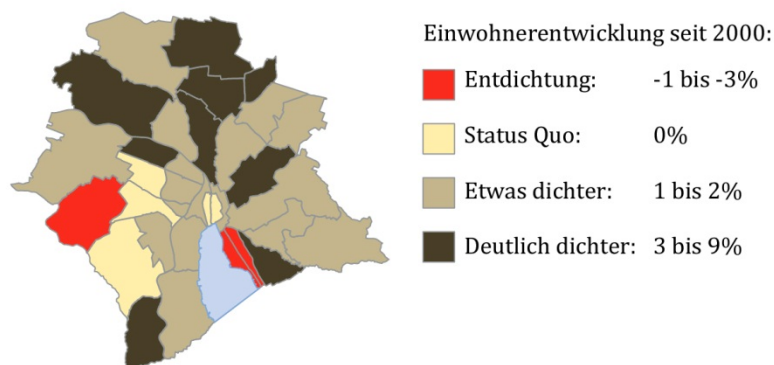 Einwohnerentwicklung seit 2000:
Entdichtung: -1 bis -3%
Status Quo: 0%
Etwas dichter: 1 bis 2%
Deutlich dichter: 3 bis 9%